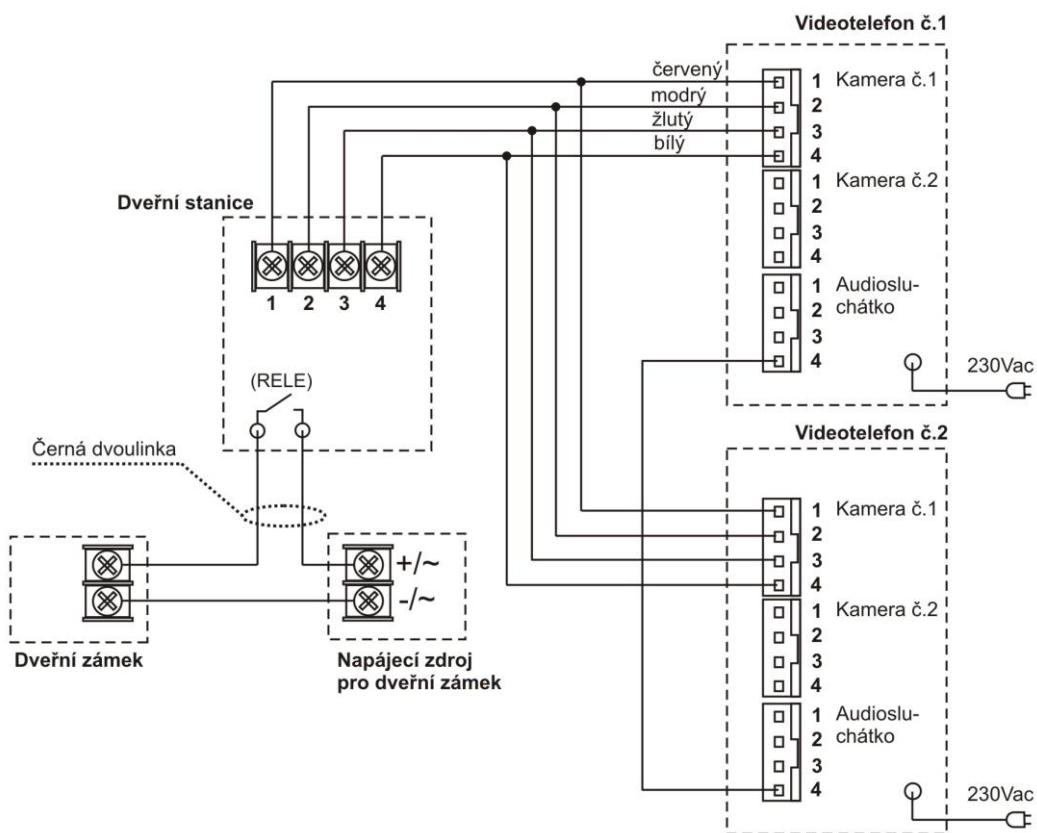 Videotelefon č.1
červený
modrý
žlutý
bílý
1 Kamera č.1
2
3
4
1 Kamera č.2
2
3
4
1 Audioslu-
2 chátko
3
4
230Vac
Dveřní stanice
1 2 3 4
(RELE)
Černá dvoulinka
+/~
-/~
Dveřní zámek
Napájecí zdroj
pro dveřní zámek
Videotelefon č.2
1 Kamera č.1
2
3
4
1 Kamera č.2
2
3
4
1 Audioslu-
2 chátko
3
4
230Vac